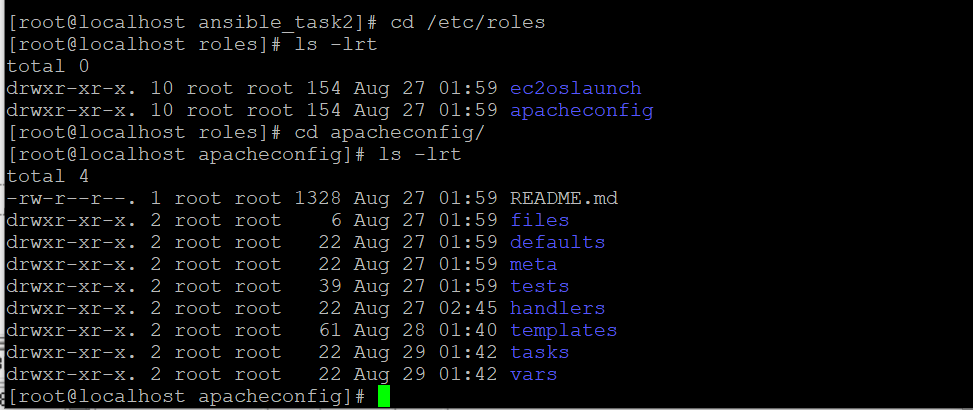 [root@localhost ansible_task2]# cd /etc/roles
[root@localhost roles]# ls -lrt
total 0
drwxr-xr-x. 10 root root 154 Aug 27 01:59 ec2oslaunch
drwxr-xr-x. 10 root root 154 Aug 27 01:59 apacheconfig
[root@localhost roles]# cd apacheconfig/
[root@localhost apacheconfig]# ls -lrt
total 4
-rw-r--r--. 1 root root 1328 Aug 27 01:59 README.md
drwxr-xr-x. 2 root root    6 Aug 27 01:59 files
drwxr-xr-x. 2 root root   22 Aug 27 01:59 defaults
drwxr-xr-x. 2 root root   22 Aug 27 01:59 meta
drwxr-xr-x. 2 root root   39 Aug 27 01:59 tests
drwxr-xr-x. 2 root root   22 Aug 27 02:45 handlers
drwxr-xr-x. 2 root root   61 Aug 28 01:40 templates
drwxr-xr-x. 2 root root   22 Aug 29 01:42 tasks
drwxr-xr-x. 2 root root   22 Aug 29 01:42 vars
[root@localhost apacheconfig]#